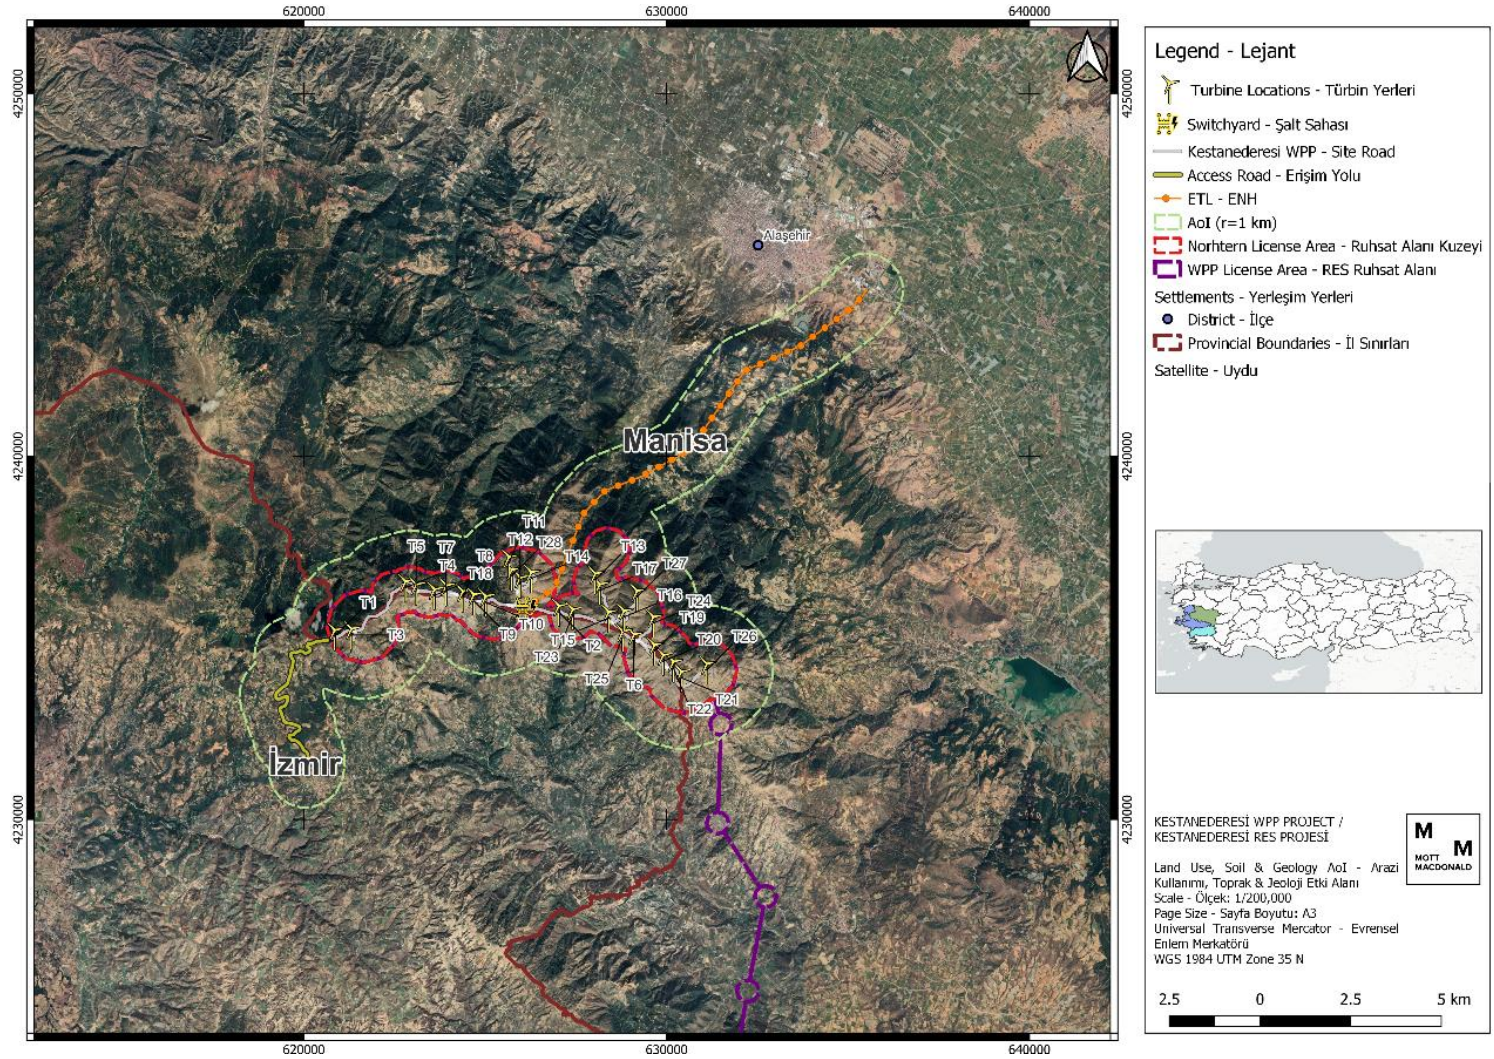 620000
630000
640000
4250000
4250000
4240000
4240000
4230000
4230000
Alaşehir
Manisa
T11
T5
T7
T8
T12
T28
T13
T4
T14
T27
T18
T17
T1
T16
T24
T3
T9
T10
T19
T15
T2
T20
T26
T23
T25
T6
T21
T22
İzmir
620000
630000
640000
Legend - Lejant
Turbine Locations - Türbin Yerleri
Switchyard - Şalt Sahası
Kestanederesi WPP - Site Road
Access Road - Erişim Yolu
ETL - ENH
AoI (r=1 km)
Norhtern License Area - Ruhsat Alanı Kuzeyi
WPP License Area - RES Ruhsat Alanı
Settlements - Yerleşim Yerleri
District - İlçe
Provincial Boundaries - İl Sınırları
Satellite - Uydu
KESTANEDERESİ WPP PROJECT /
KESTANEDERESİ RES PROJESİ
M
M
MOTT
MACDONALD
Land Use, Soil & Geology AoI - Arazi
Kullanımı, Toprak & Jeoloji Etki Alanı
Scale - Ölçek: 1/200,000
Page Size - Sayfa Boyutu: A3
Universal Transverse Mercator - Evrensel
Enlem Merkatörü
WGS 1984 UTM Zone 35 N
2.5 0 2.5 5 km